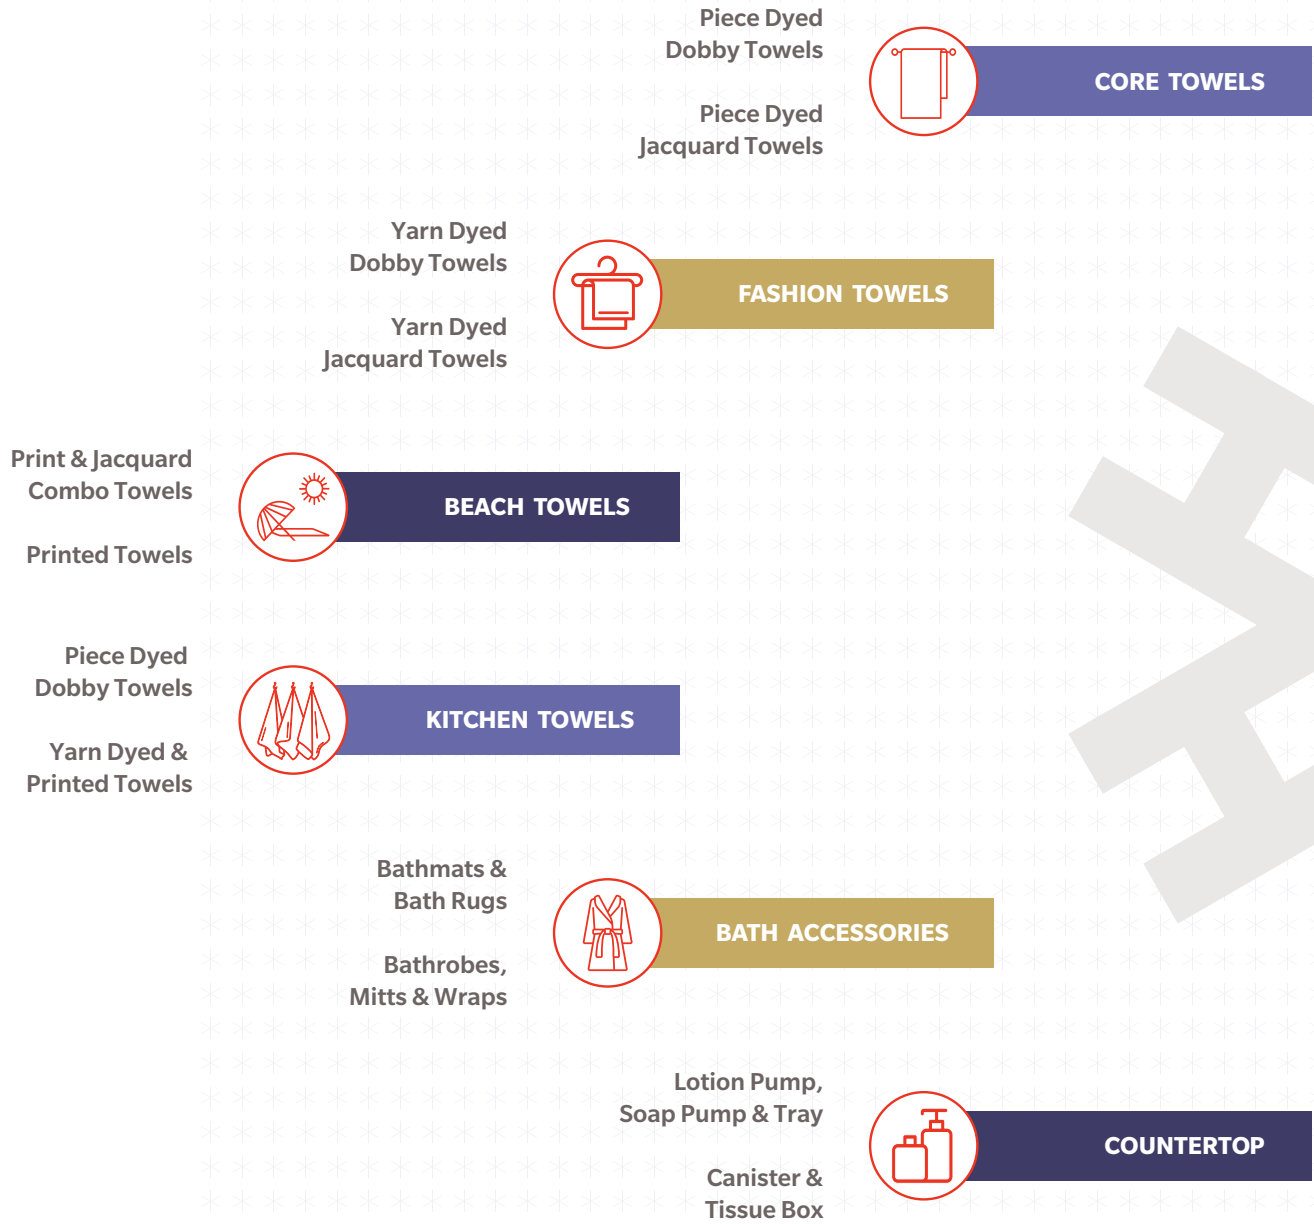 Piece Dyed
Dobby Towels
Piece Dyed
Jacquard Towels
CORE TOWELS
Yarn Dyed
Dobby Towels
Yarn Dyed
Jacquard Towels
FASHION TOWELS
Print & Jacquard
Combo Towels
Printed Towels
BEACH TOWELS
Piece Dyed
Dobby Towels
Yarn Dyed &
Printed Towels
KITCHEN TOWELS
Bathmats &
Bath Rugs
Bathrobes,
Mitts & Wraps
BATH ACCESSORIES
Lotion Pump,
Soap Pump & Tray
Canister &
Tissue Box
COUNTERTOP